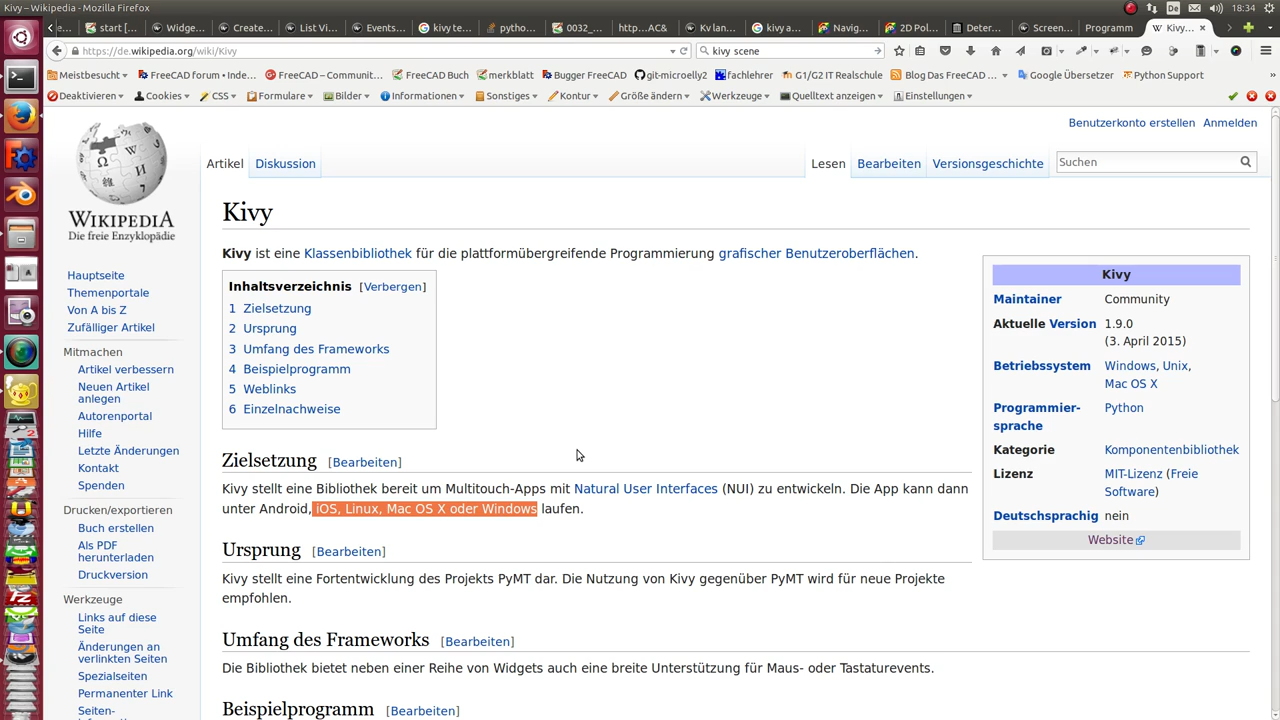 Kivy – Wikipedia - Mozilla Firefox
De
18:34
start [...
Widge...
Create...
List Vi...
Events...
kivy te...
pytho...
0032_...
http...AC&
Kv lan...
kivy a...
Navig...
2D Pol...
Deter...
Screen...
Programm
Kivy...
https://de.wikipedia.org/wiki/Kivy
kivy scene
Meistbesucht
FreeCAD forum • Inde...
FreeCAD – Communit...
FreeCAD Buch
merkblatt
Bugger FreeCAD
git-microelly2
fachlehrer
G1/G2 IT Realschule
Blog Das FreeCAD ...
Google Übersetzer
Python Support
Deaktivieren
Cookies
CSS
Formulare
Bilder
Informationen
Sonstiges
Kontur
Größe ändern
Werkzeuge
Quelltext anzeigen
Einstellungen
Benutzerkonto erstellen Anmelden
Artikel Diskussion
Lesen Bearbeiten Versionsgeschichte
Suchen
WIKIPEDIA
Die freie Enzyklopädie
Hauptseite
Themenportale
Von A bis Z
Zufälliger Artikel
Mitmachen
Artikel verbessern
Neuen Artikel
anlegen
Autorenportal
Hilfe
Letzte Änderungen
Kontakt
Spenden
Drucken/exportieren
Buch erstellen
Als PDF
herunterladen
Druckversion
Werkzeuge
Links auf diese
Seite
Änderungen an
verlinkten Seiten
Spezialseiten
Permanenter Link
Seiten-
Kivy
Kivy ist eine Klassenbibliothek für die plattformübergreifende Programmierung grafischer Benutzeroberflächen.
Inhaltsverzeichnis [Verbergen]
1 Zielsetzung
2 Ursprung
3 Umfang des Frameworks
4 Beispielprogramm
5 Weblinks
6 Einzelnachweise
Kivy
Maintainer Community
Aktuelle Version 1.9.0
(3. April 2015)
Betriebssystem Windows, Unix,
Mac OS X
Programmier- Python
sprache
Kategorie Komponentenbibliothek
Lizenz MIT-Lizenz (Freie
Software)
Deutschsprachig nein
Website
Zielsetzung [Bearbeiten]
Kivy stellt eine Bibliothek bereit um Multitouch-Apps mit Natural User Interfaces (NUI) zu entwickeln. Die App kann dann
unter Android, iOS, Linux, Mac OS X oder Windows laufen.
Ursprung [Bearbeiten]
Kivy stellt eine Fortentwicklung des Projekts PyMT dar. Die Nutzung von Kivy gegenüber PyMT wird für neue Projekte
empfohlen.
Umfang des Frameworks [Bearbeiten]
Die Bibliothek bietet neben einer Reihe von Widgets auch eine breite Unterstützung für Maus- oder Tastaturevents.
Beispielprogramm [Bearbeiten]